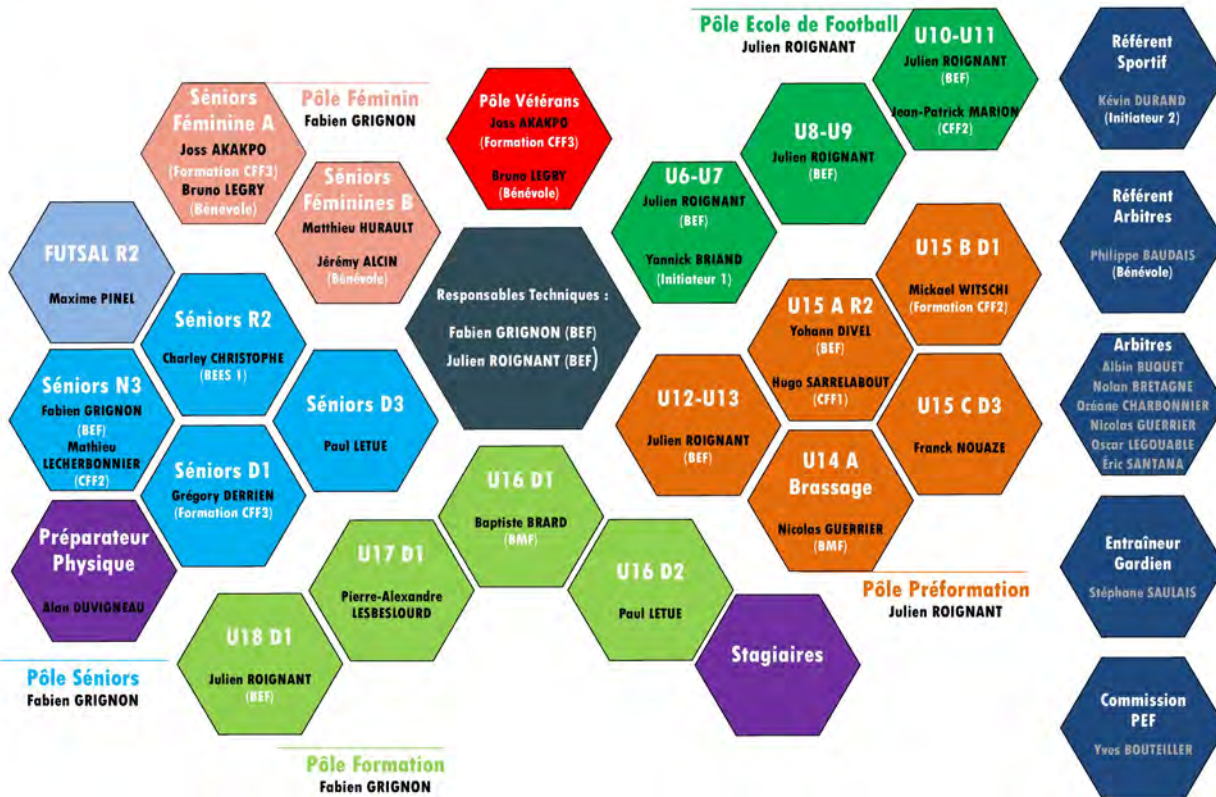 Pôle Ecole de Football
Julien ROIGNANT
U10-U11
Julien ROIGNANT
(BEF)
Jean-Patrick MARION
(CFF2)
Référent
Sportif
Kévin DURAND
(Initiateur 2)
Séniors
Féminine A
Joss AKAKPO
(Formation CFF3)
Bruno LEGRY
(Bénévole)
Pôle Féminin
Fabien GRIGNON
Pôle Vétérans
Joss AKAKPO
(Formation CFF3)
Bruno LEGRY
(Bénévole)
U8-U9
Julien ROIGNANT
(BEF)
Séniors
Féminines B
Matthieu HURAULT
Jérémy ALCIN
(Bénévole)
U6-U7
Julien ROIGNANT
(BEF)
Yannick BRIAND
(Initiateur 1)
Référent
Arbitres
Philippe BAUDAIS
(Bénévole)
FUTSAL R2
Maxime PINEL
U15 B D1
Mickael WITSCHI
(Formation CFF2)
Responsables Techniques :
Fabien GRIGNON (BEF)
Julien ROIGNANT (BEF)
Séniors R2
Charley CHRISTOPHE
(BEES 1)
U15 A R2
Yohann DIVEL
(BEF)
Hugo SARRELABOUT
(CFF1)
Arbitres
Albin BUQUET
Nolan BRETAGNE
Océane CHARBONNIER
Nicolas GUERRIER
Oscar LEGOUABLE
Éric SANTANA
Séniors N3
Fabien GRIGNON
(BEF)
Mathieu
LECHERBONNIER
(CFF2)
Séniors D3
Paul LETUE
U12-U13
Julien ROIGNANT
(BEF)
U15 C D3
Franck NOUAZE
Séniors D1
Grégory DERRIEN
(Formation CFF3)
U16 D1
Baptiste BRARD
(BMF)
U14 A
Brassage
Nicolas GUERRIER
(BMF)
Préparateur
Physique
Alan DUVIGNEAU
U17 D1
Pierre-Alexandre
LESBESLOURD
U16 D2
Paul LETUE
Entraîneur
Gardien
Stéphane SAULAIS
Pôle Préformation
Julien ROIGNANT
U18 D1
Julien ROIGNANT
(BEF)
Stagiaires
Pôle Séniors
Fabien GRIGNON
Commission
PEF
Yves BOUTEILLER
Pôle Formation
Fabien GRIGNON